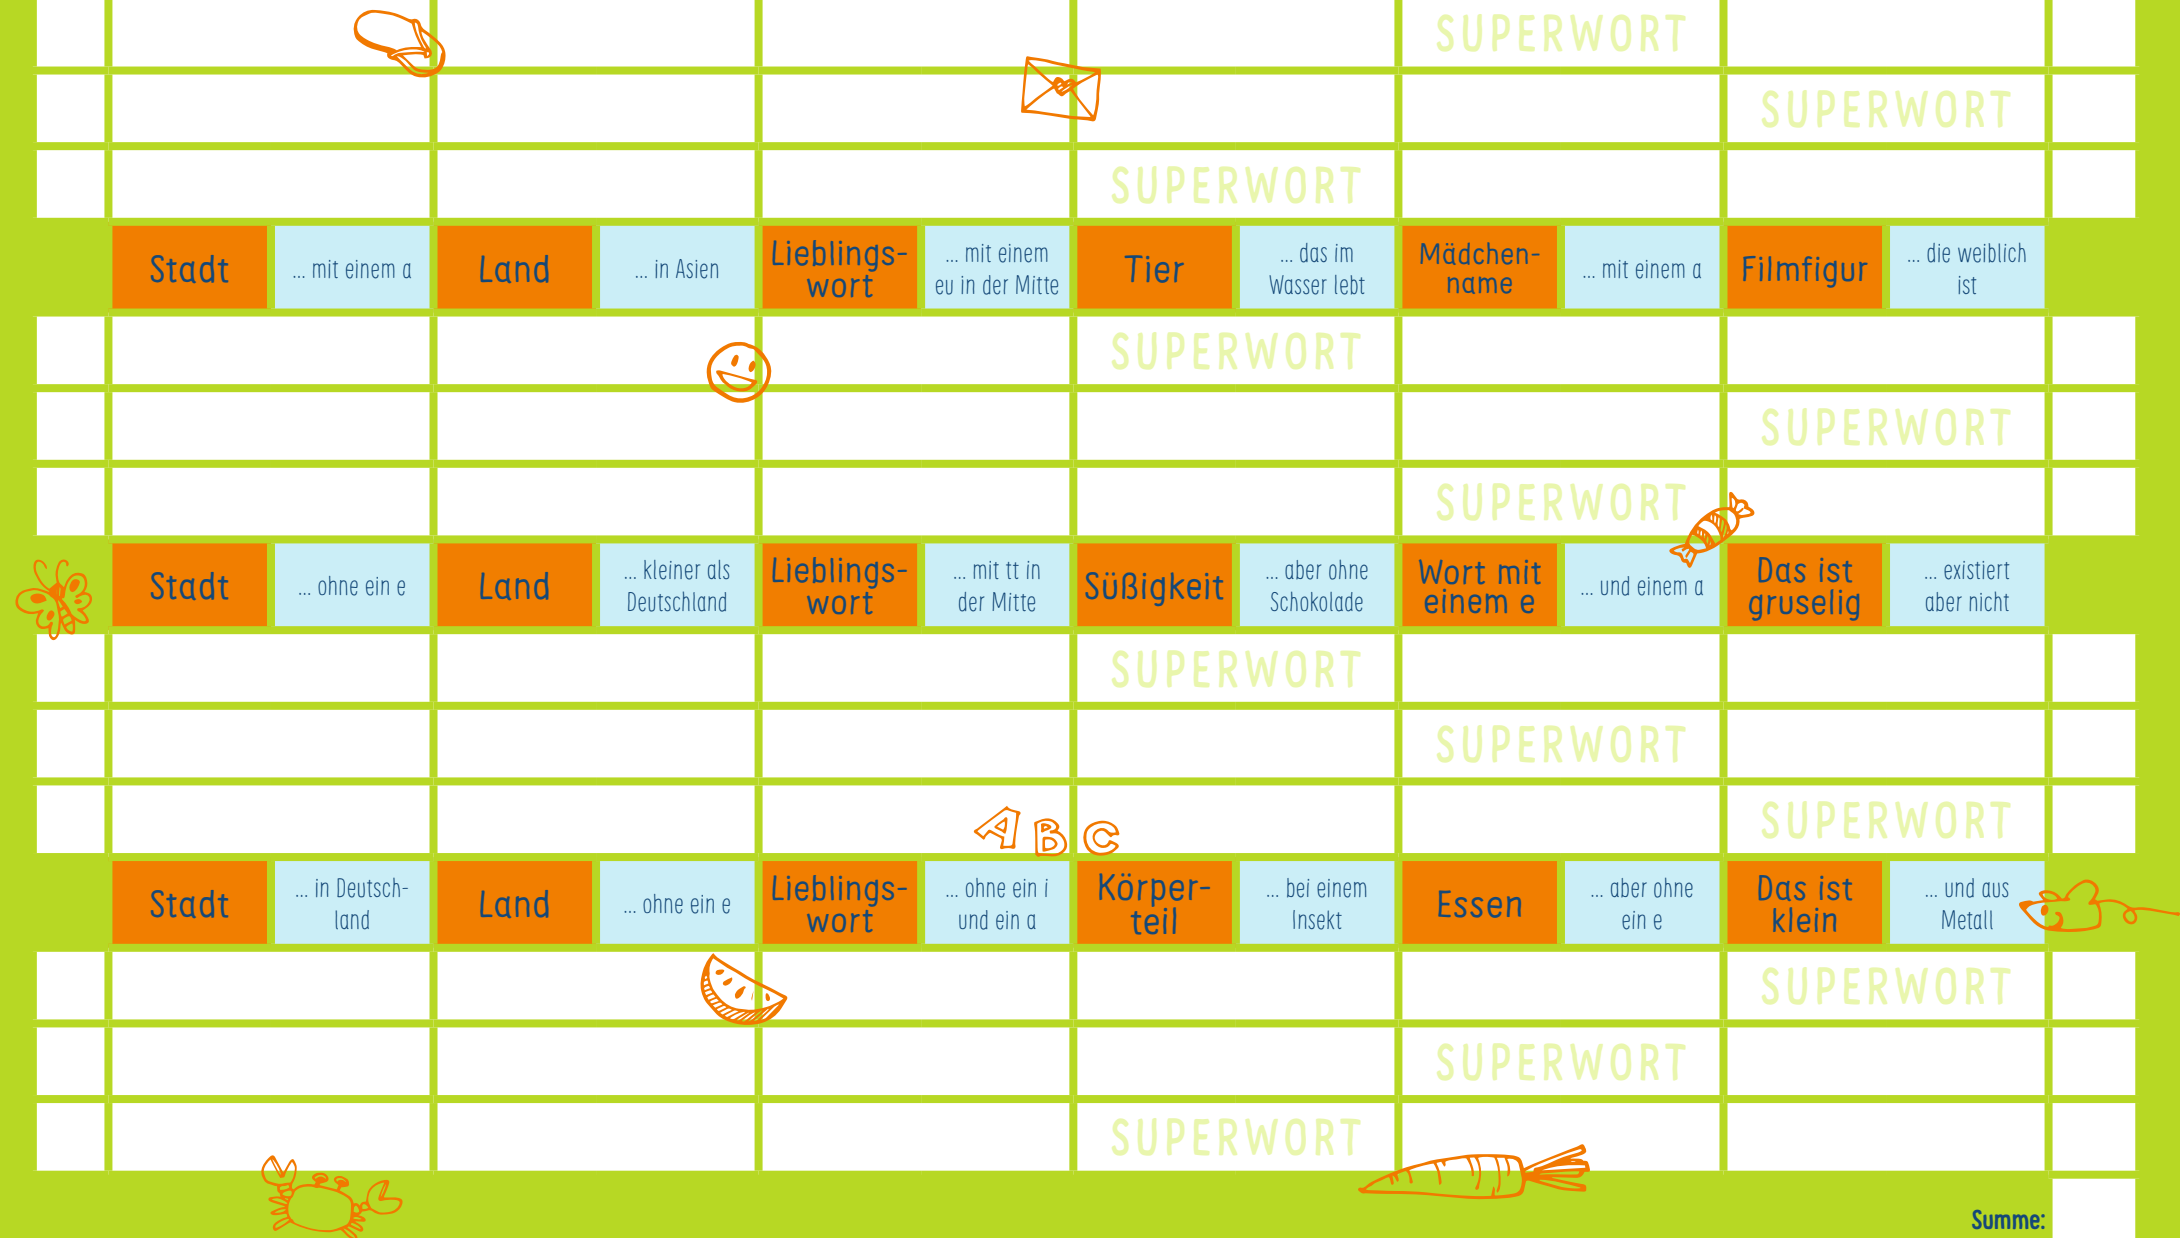 SUPERWORT
SUPERWORT
SUPERWORT
Stadt
... mit einem a
Land
... in Asien
Lieblings-
wort
... mit einem
eu in der Mitte
Tier
... das im
Wasser lebt
Mädchen-
name
... mit einem a
Filmfigur
... die weiblich
ist
SUPERWORT
SUPERWORT
SUPERWORT
Stadt
... ohne ein e
Land
... kleiner als
Deutschland
Lieblings-
wort
... mit tt in
der Mitte
Süßigkeit
... aber ohne
Schokolade
Wort mit
einem e
... und einem a
Das ist
gruselig
... existiert
aber nicht
SUPERWORT
SUPERWORT
SUPERWORT
A B C
Stadt
... in Deutsch-
land
Land
... ohne ein e
Lieblings-
wort
... ohne ein i
und ein a
Körper-
teil
... bei einem
Insekt
Essen
... aber ohne
ein e
Das ist
klein
... und aus
Metall
SUPERWORT
SUPERWORT
SUPERWORT
Summe: